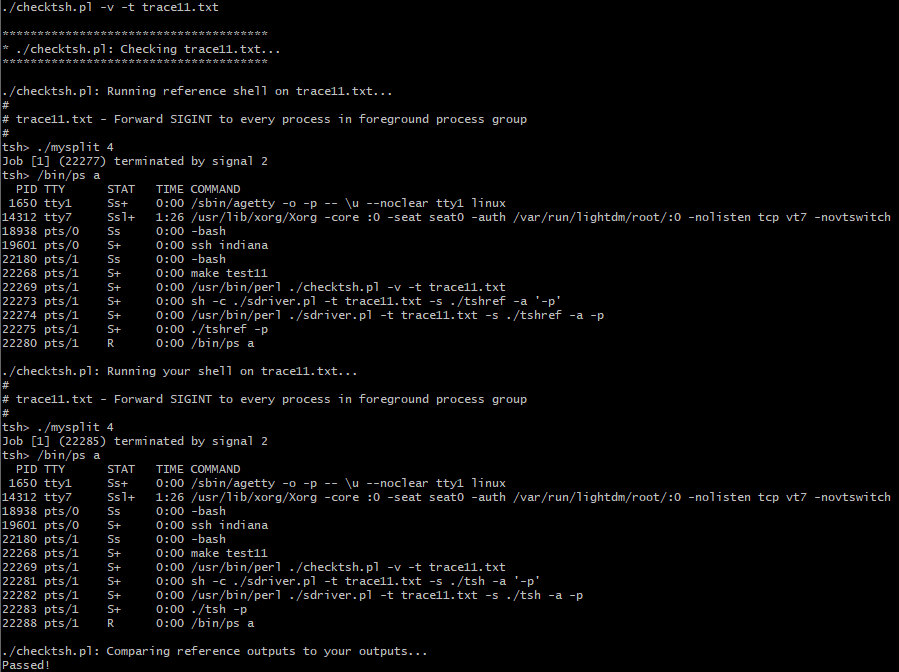 ./checktsh.pl -v -t trace11.txt
**************************************
* ./checktsh.pl: Checking trace11.txt...
**************************************
./checktsh.pl: Running reference shell on trace11.txt...
#
# trace11.txt - Forward SIGINT to every process in foreground process group
#
tsh> ./mysplit 4
Job [1] (22277) terminated by signal 2
tsh> /bin/ps a
  PID TTY      STAT   TIME COMMAND
 1650 tty1     Ss+    0:00 /sbin/agetty -o -p -- \u --noclear tty1 linux
14312 tty7     Ssl+   1:26 /usr/lib/xorg/Xorg -core :0 -seat seat0 -auth /var/run/lightdm/root/:0 -nolisten tcp vt7 -novtswitch
18938 pts/0    Ss     0:00 -bash
19601 pts/0    S+     0:00 ssh indiana
22180 pts/1    Ss     0:00 -bash
22268 pts/1    S+     0:00 make test11
22269 pts/1    S+     0:00 /usr/bin/perl ./checktsh.pl -v -t trace11.txt
22273 pts/1    S+     0:00 sh -c ./sdriver.pl -t trace11.txt -s ./tshref -a '-p'
22274 pts/1    S+     0:00 /usr/bin/perl ./sdriver.pl -t trace11.txt -s ./tshref -a -p
22275 pts/1    S+     0:00 ./tshref -p
22280 pts/1    R      0:00 /bin/ps a
./checktsh.pl: Running your shell on trace11.txt...
#
# trace11.txt - Forward SIGINT to every process in foreground process group
#
tsh> ./mysplit 4
Job [1] (22285) terminated by signal 2
tsh> /bin/ps a
  PID TTY      STAT   TIME COMMAND
 1650 tty1     Ss+    0:00 /sbin/agetty -o -p -- \u --noclear tty1 linux
14312 tty7     Ssl+   1:26 /usr/lib/xorg/Xorg -core :0 -seat seat0 -auth /var/run/lightdm/root/:0 -nolisten tcp vt7 -novtswitch
18938 pts/0    Ss     0:00 -bash
19601 pts/0    S+     0:00 ssh indiana
22180 pts/1    Ss     0:00 -bash
22268 pts/1    S+     0:00 make test11
22269 pts/1    S+     0:00 /usr/bin/perl ./checktsh.pl -v -t trace11.txt
22281 pts/1    S+     0:00 sh -c ./sdriver.pl -t trace11.txt -s ./tsh -a '-p'
22282 pts/1    S+     0:00 /usr/bin/perl ./sdriver.pl -t trace11.txt -s ./tsh -a -p
22283 pts/1    S+     0:00 ./tsh -p
22288 pts/1    R      0:00 /bin/ps a
./checktsh.pl: Comparing reference outputs to your outputs...
Passed!